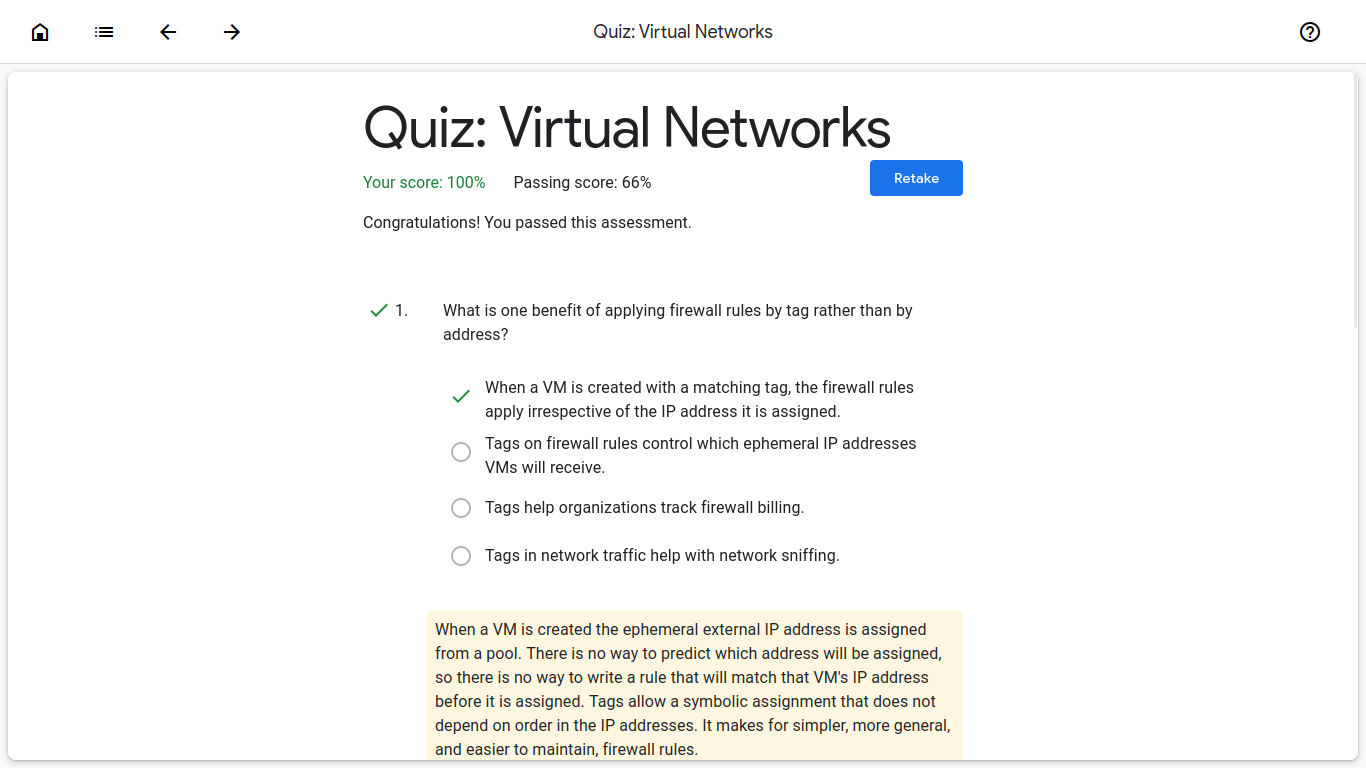 Quiz: Virtual Networks
Quiz: Virtual Networks
Your score: 100% Passing score: 66%
Retake
Congratulations! You passed this assessment.
1. What is one benefit of applying firewall rules by tag rather than by
address?
When a VM is created with a matching tag, the firewall rules
apply irrespective of the IP address it is assigned.
Tags on firewall rules control which ephemeral IP addresses
VMs will receive.
Tags help organizations track firewall billing.
Tags in network traffic help with network sniffing.
When a VM is created the ephemeral external IP address is assigned
from a pool. There is no way to predict which address will be assigned,
so there is no way to write a rule that will match that VM's IP address
before it is assigned. Tags allow a symbolic assignment that does not
depend on order in the IP addresses. It makes for simpler, more general,
and easier to maintain, firewall rules.